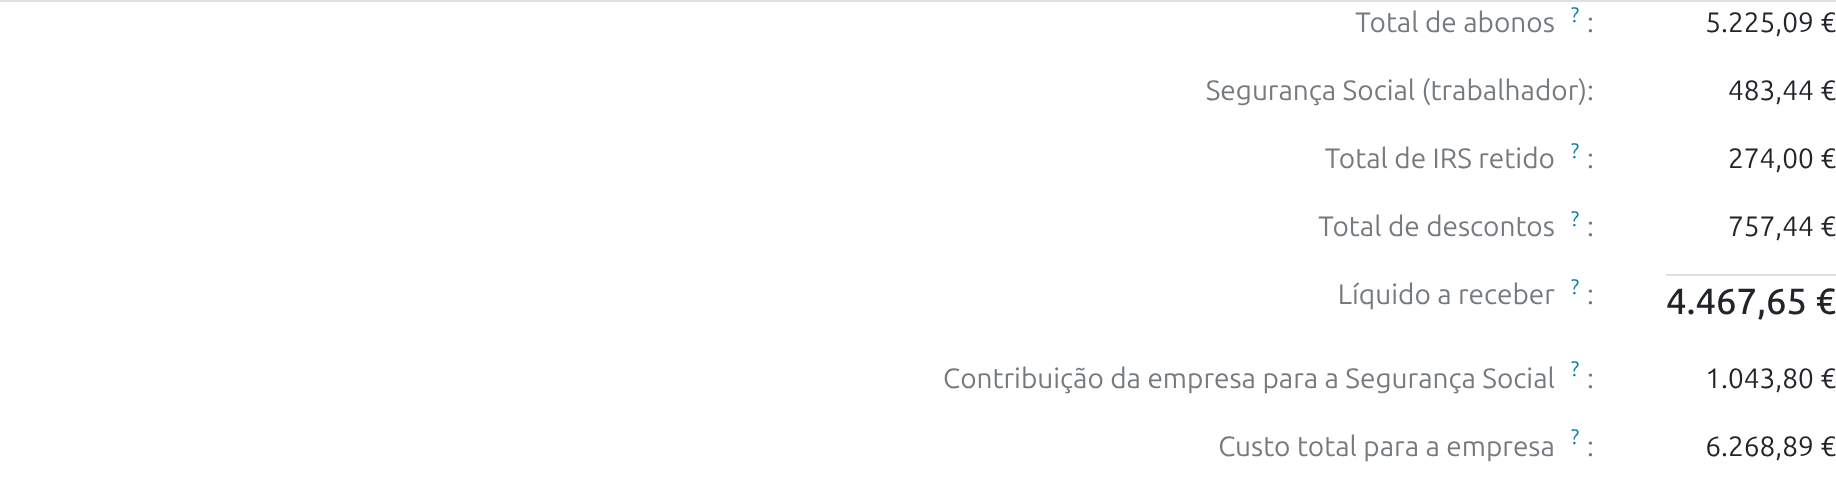 Total de abonos ? : 5.225,09 €
Segurança Social (trabalhador): 483,44 €
Total de IRS retido ? : 274,00 €
Total de descontos ? : 757,44 €
Líquido a receber ? : 4.467,65 €
Contribuição da empresa para a Segurança Social ? : 1.043,80 €
Custo total para a empresa ? : 6.268,89 €